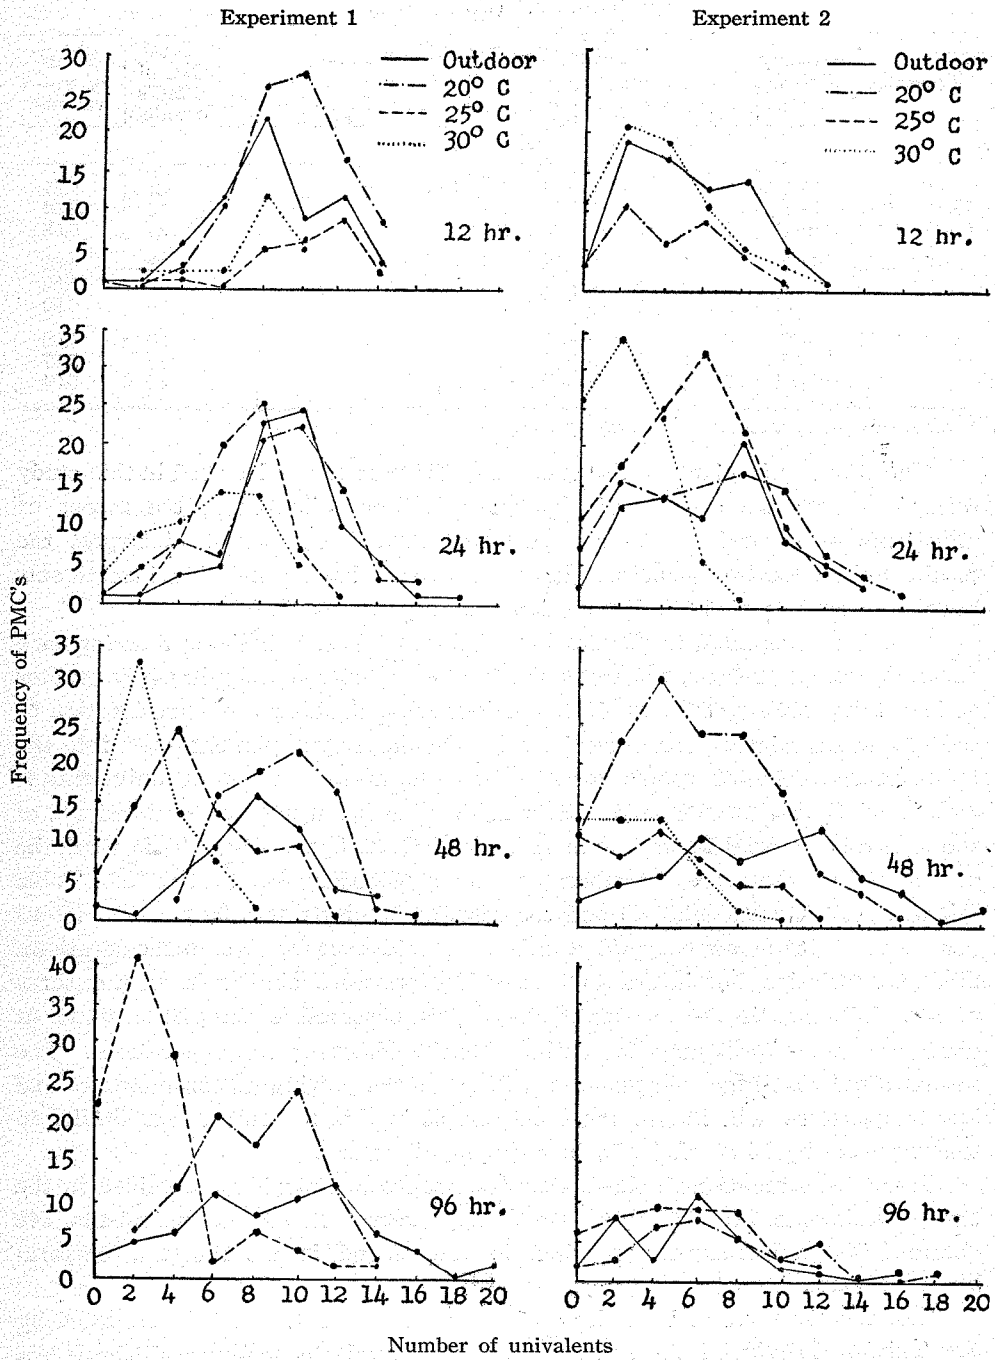 Experiment 1
Experiment 2
30
25
20
15
10
5
0
Outdoor
20° C
25° C
30° C
12 hr.
Outdoor
20° C
25° C
30° C
12 hr.
35
30
25
20
15
10
5
0
24 hr.
24 hr.
Frequency of PMC's
35
30
25
20
15
10
5
0
48 hr.
48 hr.
40
35
30
25
20
15
10
5
0
96 hr.
96 hr.
0 2 4 6 8 10 12 14 16 18 20
0 2 4 6 8 10 12 14 16 18 20
Number of univalents